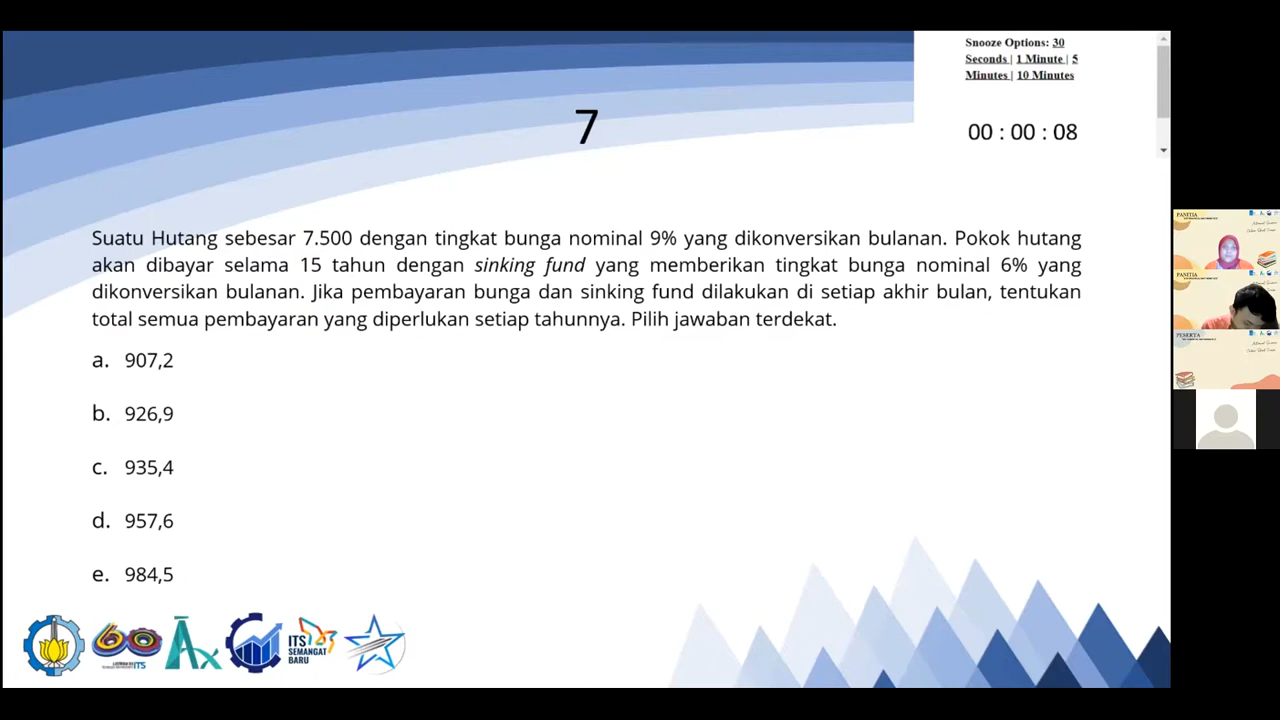 Snooze Options: 30
Seconds | 1 Minute | 5
Minutes | 10 Minutes
00 : 00 : 08
7
Suatu Hutang sebesar 7.500 dengan tingkat bunga nominal 9% yang dikonversikan bulanan. Pokok hutang
akan dibayar selama 15 tahun dengan sinking fund yang memberikan tingkat bunga nominal 6% yang
dikonversikan bulanan. Jika pembayaran bunga dan sinking fund dilakukan di setiap akhir bulan, tentukan
total semua pembayaran yang diperlukan setiap tahunnya. Pilih jawaban terdekat.
a. 907,2
b. 926,9
c. 935,4
d. 957,6
e. 984,5
60
ITS
SEMANGAT
BARU
PANITIA
PANITIA
PESERTA